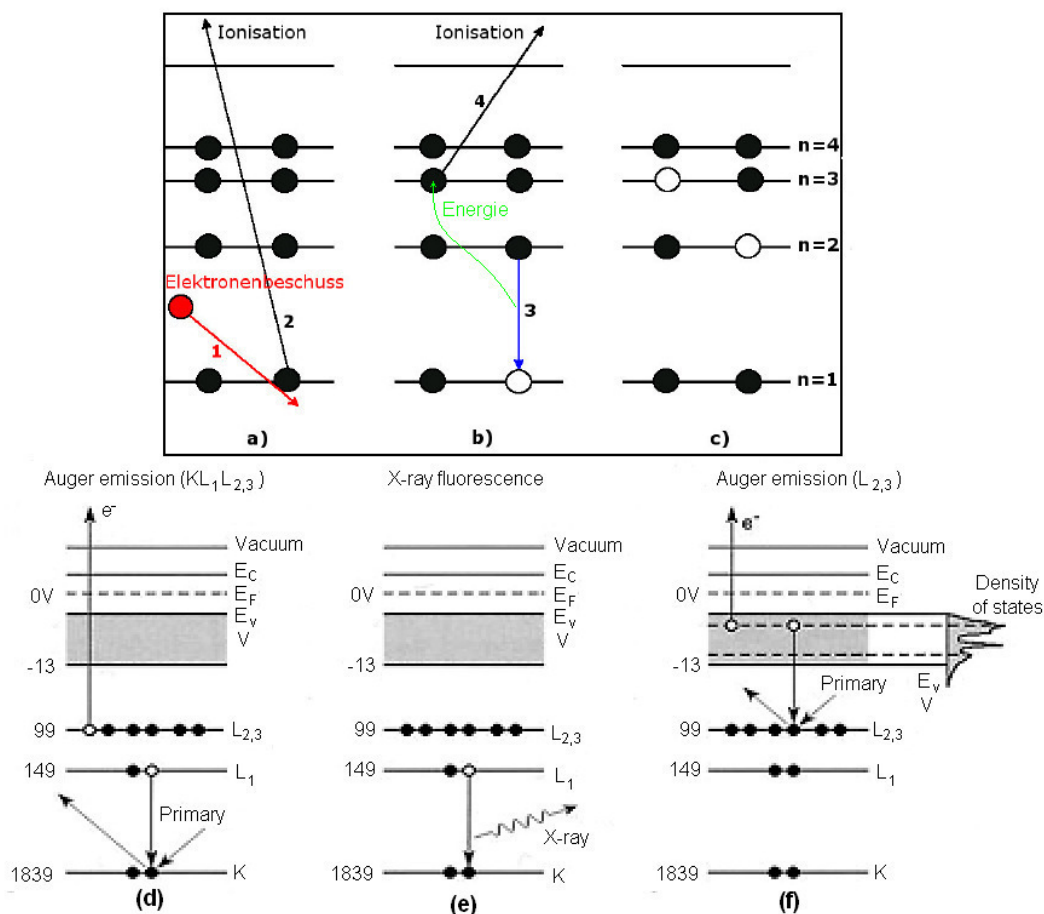 Ionisation
Ionisation
4
n=4
n=3
Energie
n=2
Elektronenbeschuss
2
3
1
n=1
a)
b)
c)
Auger emission (KL1L2,3)
X-ray fluorescence
Auger emission (L2,3)
e-
e-
Vacuum
Vacuum
Vacuum
EC
EC
EC
0V
EF
0V
EF
0V
EF
Density
of states
Ev
V
Ev
V
-13
-13
-13
Ev
V
Primary
99
L2,3
99
L2,3
99
L2,3
149
L1
149
L1
149
L1
Primary
X-ray
1839
K
1839
K
1839
K
(d)
(e)
(f)